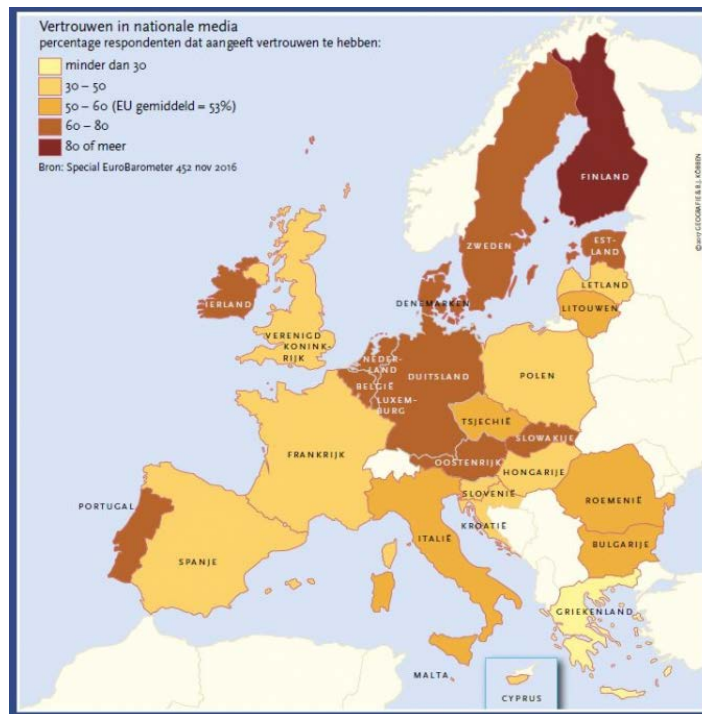 Vertrouwen in nationale media
percentage respondenten dat aangeeft vertrouwen te hebben:
minder dan 30
30 – 50
50 – 60 (EU gemiddeld = 53%)
60 – 80
80 of meer
Bron: Special EuroBarometer 452 nov 2016
©2017 GEOGRAFIE & B.J. KÖBBEN
FINLAND
ZWEDEN
EST-
LAND
LETLAND
LITOUWEN
DENEMARKEN
IERLAND
VERENIGD
KONINK-
RIJK
NEDER-
LAND
BELGIË
LUXEM-
BURG
DUITSLAND
POLEN
TSJECHIË
SLOWAKIJE
OOSTENRIJK
HONGARIJE
FRANKRIJK
SLOVENIË
KROATIË
ROEMENIË
BULGARIJE
ITALIË
PORTUGAL
SPANJE
GRIEKENLAND
MALTA
CYPRUS